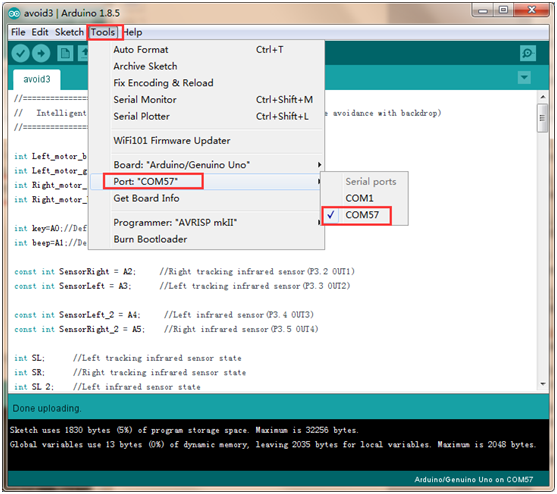 avoid3 | Arduino 1.8.5
File Edit Sketch Tools Help
Auto Format Ctrl+T
Archive Sketch
Fix Encoding & Reload
Serial Monitor Ctrl+Shift+M
Serial Plotter Ctrl+Shift+L
WiFi101 Firmware Updater
Board: "Arduino/Genuino Uno"
Port: "COM57"
Get Board Info
Programmer: "AVRISP mkII"
Burn Bootloader
Serial ports
COM1
COM57
avoid3
//=======================
// Intelligen avoidance with backdrop)
//=======================
int Left_motor_b
int Left_motor_g
int Right_motor_
int Right_motor_
int key=A0;//Def
int beep=A1;//De
const int SensorRight = A2; //Right tracking infrared sensor(P3.2 OUT1)
const int SensorLeft = A3; //Left tracking infrared sensor(P3.3 OUT2)
const int SensorLeft_2 = A4; //Left infrared sensor(P3.4 OUT3)
const int SensorRight_2 = A5; //Right infrared sensor(P3.5 OUT4)
int SL; //Left tracking infrared sensor state
int SR; //Right tracking infrared sensor state
int SL_2; //Left infrared sensor state
Done uploading.
Sketch uses 1830 bytes (5%) of program storage space. Maximum is 32256 bytes.
Global variables use 13 bytes (0%) of dynamic memory, leaving 2035 bytes for local variables. Maximum is 2048 bytes.
Arduino/Genuino Uno on COM57